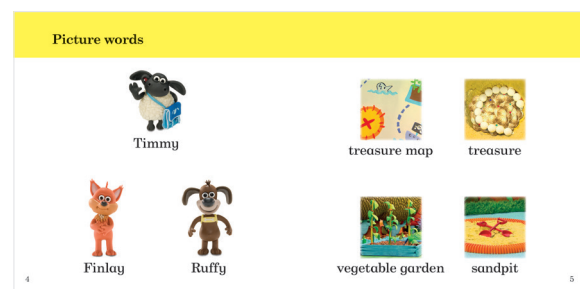 Picture words
Timmy
Finlay
Ruffy
4
treasure map
treasure
vegetable garden
sandpit
5